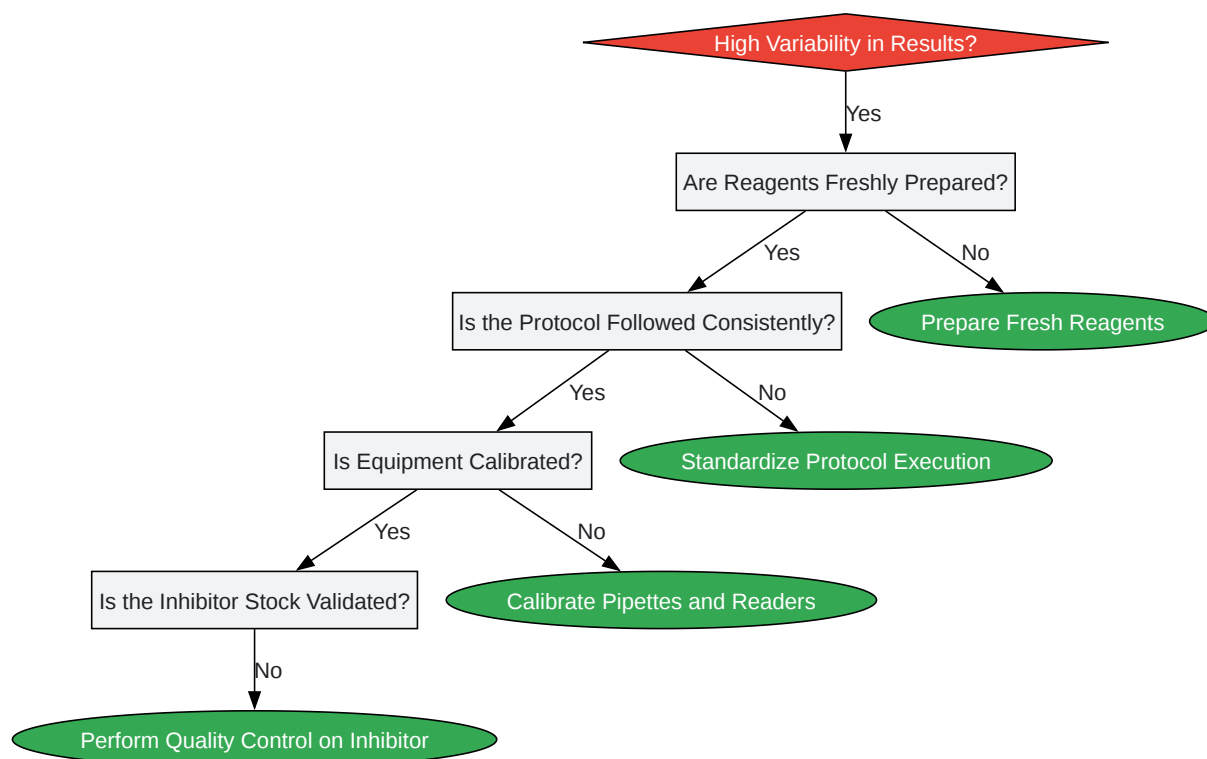 High Variability in Results?
Yes
Are Reagents Freshly Prepared?
Yes
No
Is the Protocol Followed Consistently?
Prepare Fresh Reagents
Yes
No
Is Equipment Calibrated?
Standardize Protocol Execution
Yes
No
Is the Inhibitor Stock Validated?
Calibrate Pipettes and Readers
No
Perform Quality Control on Inhibitor